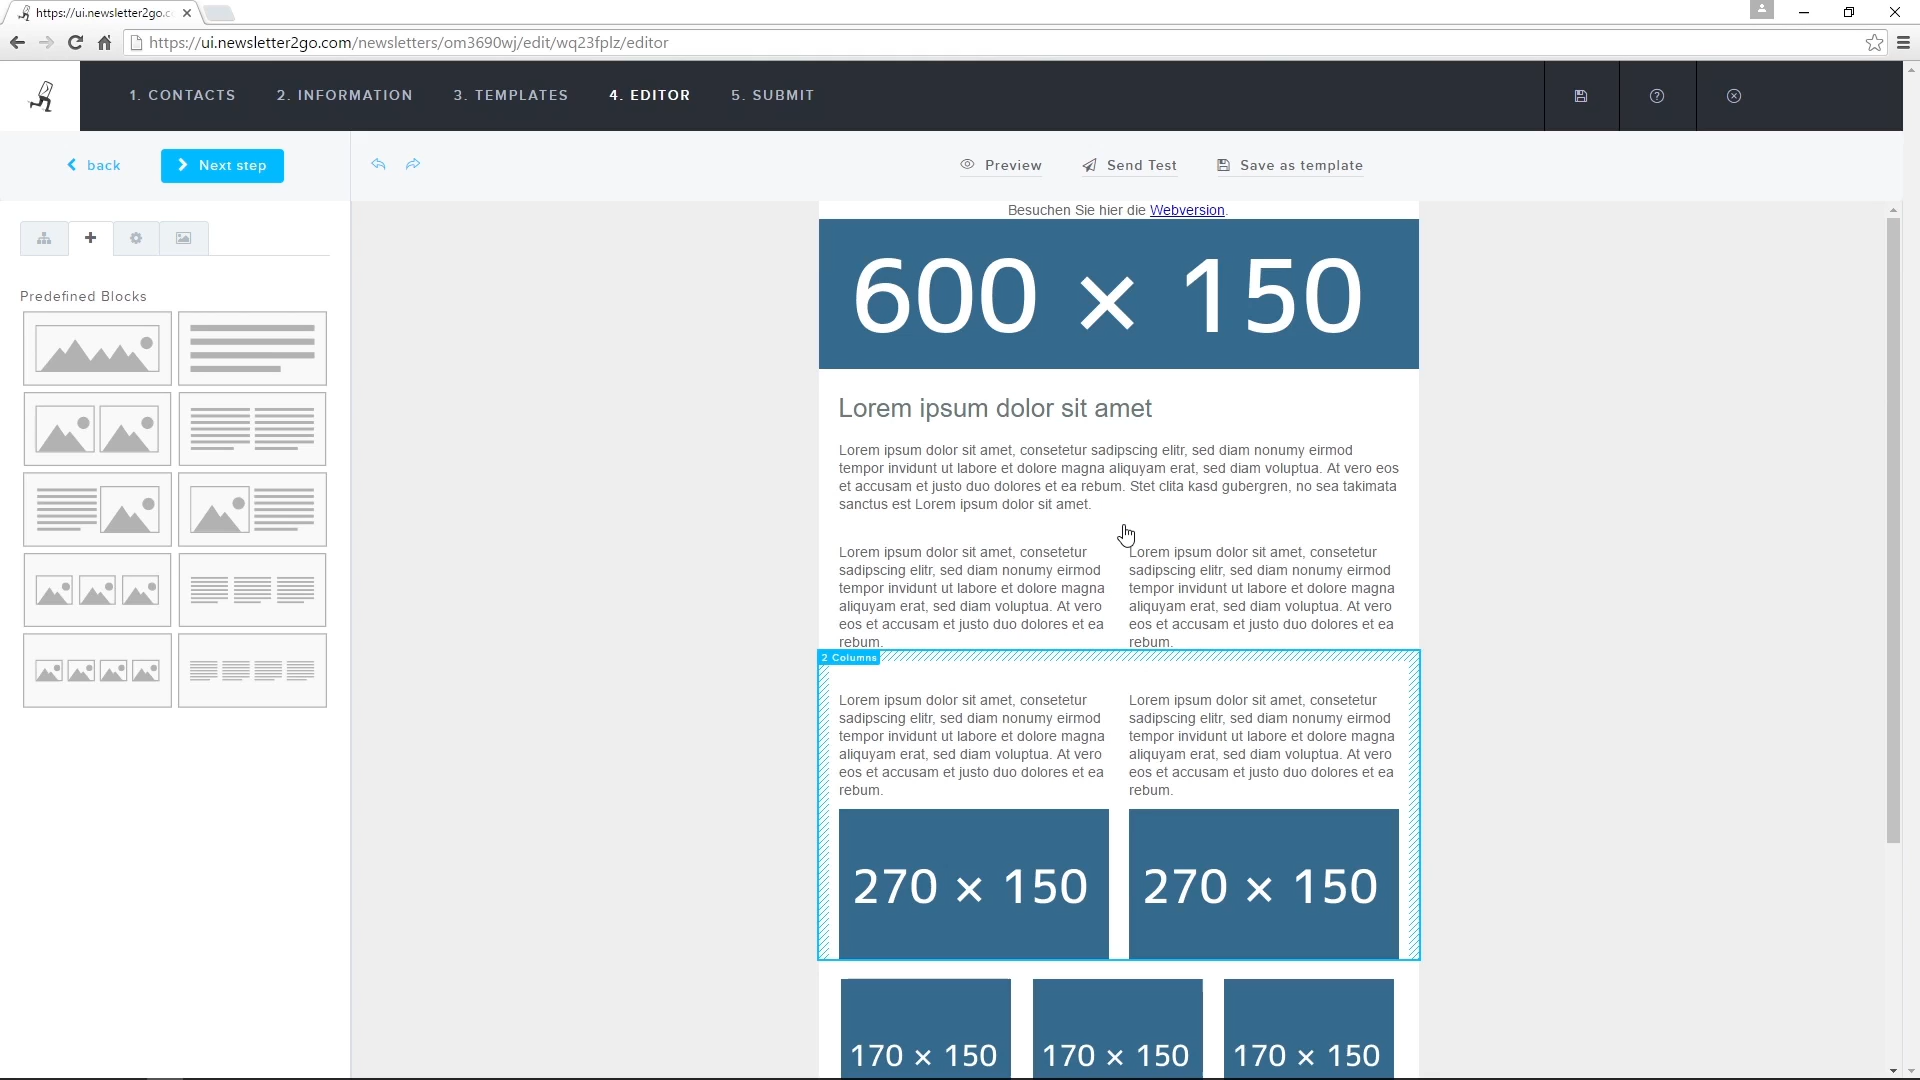 https://ui.newsletter2go.c
https://ui.newsletter2go.com/newsletters/om3690wj/edit/wq23fplz/editor
1. CONTACTS 2. INFORMATION 3. TEMPLATES 4. EDITOR 5. SUBMIT
back Next step Preview Send Test Save as template
Besuchen Sie hier die Webversion.
Predefined Blocks
600 × 150
Lorem ipsum dolor sit amet
Lorem ipsum dolor sit amet, consetetur sadipscing elitr, sed diam nonumy eirmod
tempor invidunt ut labore et dolore magna aliquyam erat, sed diam voluptua. At vero eos
et accusam et justo duo dolores et ea rebum. Stet clita kasd gubergren, no sea takimata
sanctus est Lorem ipsum dolor sit amet.
Lorem ipsum dolor sit amet, consetetur
sadipscing elitr, sed diam nonumy eirmod
tempor invidunt ut labore et dolore magna
aliquyam erat, sed diam voluptua. At vero
eos et accusam et justo duo dolores et ea
rebum.
Lorem ipsum dolor sit amet, consetetur
sadipscing elitr, sed diam nonumy eirmod
tempor invidunt ut labore et dolore magna
aliquyam erat, sed diam voluptua. At vero
eos et accusam et justo duo dolores et ea
rebum.
2 Columns
Lorem ipsum dolor sit amet, consetetur
sadipscing elitr, sed diam nonumy eirmod
tempor invidunt ut labore et dolore magna
aliquyam erat, sed diam voluptua. At vero
eos et accusam et justo duo dolores et ea
rebum.
Lorem ipsum dolor sit amet, consetetur
sadipscing elitr, sed diam nonumy eirmod
tempor invidunt ut labore et dolore magna
aliquyam erat, sed diam voluptua. At vero
eos et accusam et justo duo dolores et ea
rebum.
270 × 150 270 × 150
170 × 150 170 × 150 170 × 150